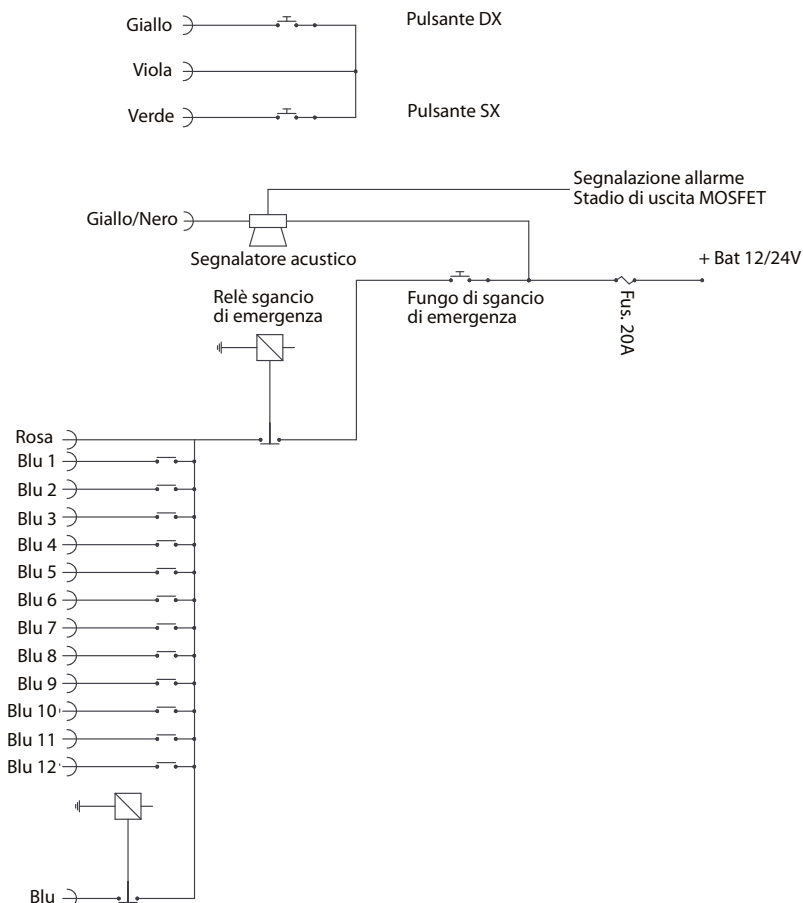 Giallo
Pulsante DX
Viola
Verde
Pulsante SX
Segnalazione allarme
Stadio di uscita MOSFET
Giallo/Nero
Segnalatore acustico
+ Bat 12/24V
Relè sgancio
di emergenza
Fungo di sgancio
di emergenza
Fus. 20A
Rosa
Blu 1
Blu 2
Blu 3
Blu 4
Blu 5
Blu 6
Blu 7
Blu 8
Blu 9
Blu 10
Blu 11
Blu 12
Blu